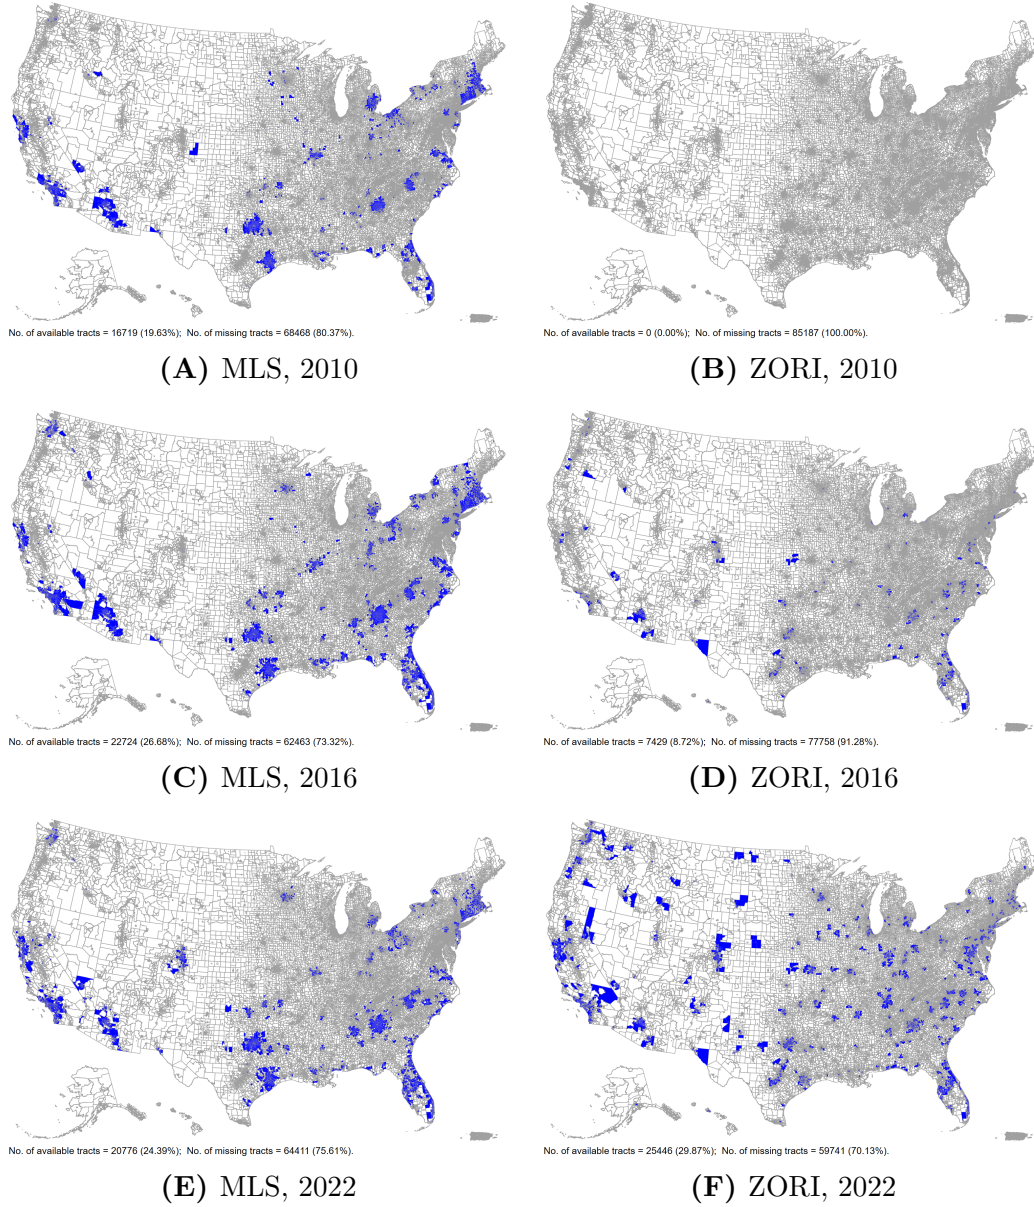 No. of available tracts = 16719 (19.63%); No. of missing tracts = 68468 (80.37%).
(A) MLS, 2010
No. of available tracts = 0 (0.00%); No. of missing tracts = 85187 (100.00%).
(B) ZORI, 2010
No. of available tracts = 22724 (26.68%); No. of missing tracts = 62463 (73.32%).
(C) MLS, 2016
No. of available tracts = 7429 (8.72%); No. of missing tracts = 77758 (91.28%).
(D) ZORI, 2016
No. of available tracts = 20776 (24.39%); No. of missing tracts = 64411 (75.61%).
(E) MLS, 2022
No. of available tracts = 25446 (29.87%); No. of missing tracts = 59741 (70.13%).
(F) ZORI, 2022